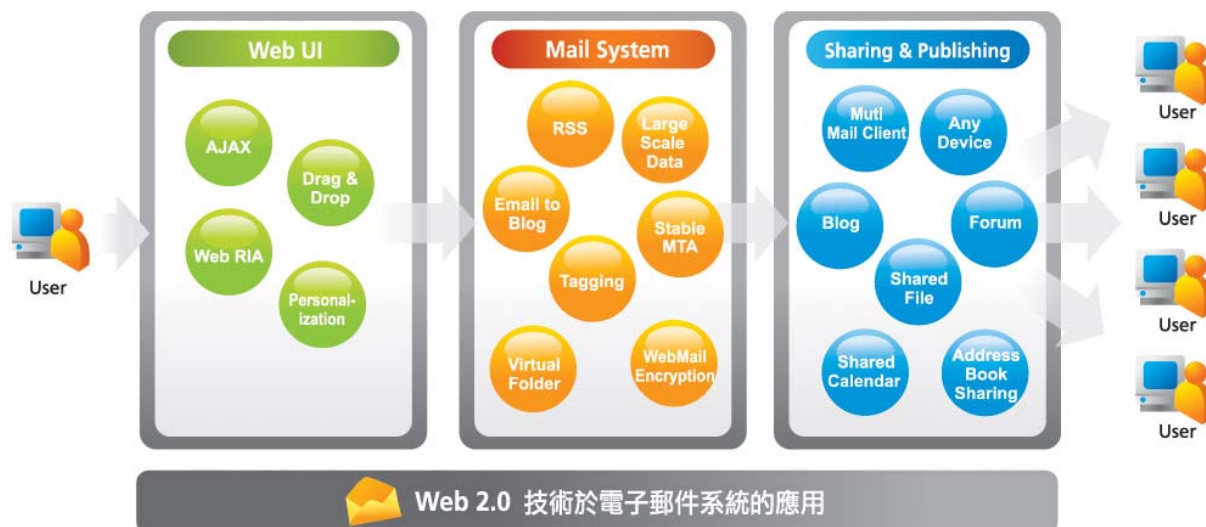 Web UI
AJAX
Drag &
Drop
Web RIA
Personal-
ization
Mail System
RSS
Large
Scale
Data
Email to
Blog
Stable
MTA
Tagging
Virtual
Folder
WebMail
Encryption
Sharing & Publishing
Muti
Mail Client
Any
Device
Blog
Forum
Shared
File
Shared
Calendar
Address
Book
Sharing
User
User
User
User
User
Web 2.0 技術於電子郵件系統的應用